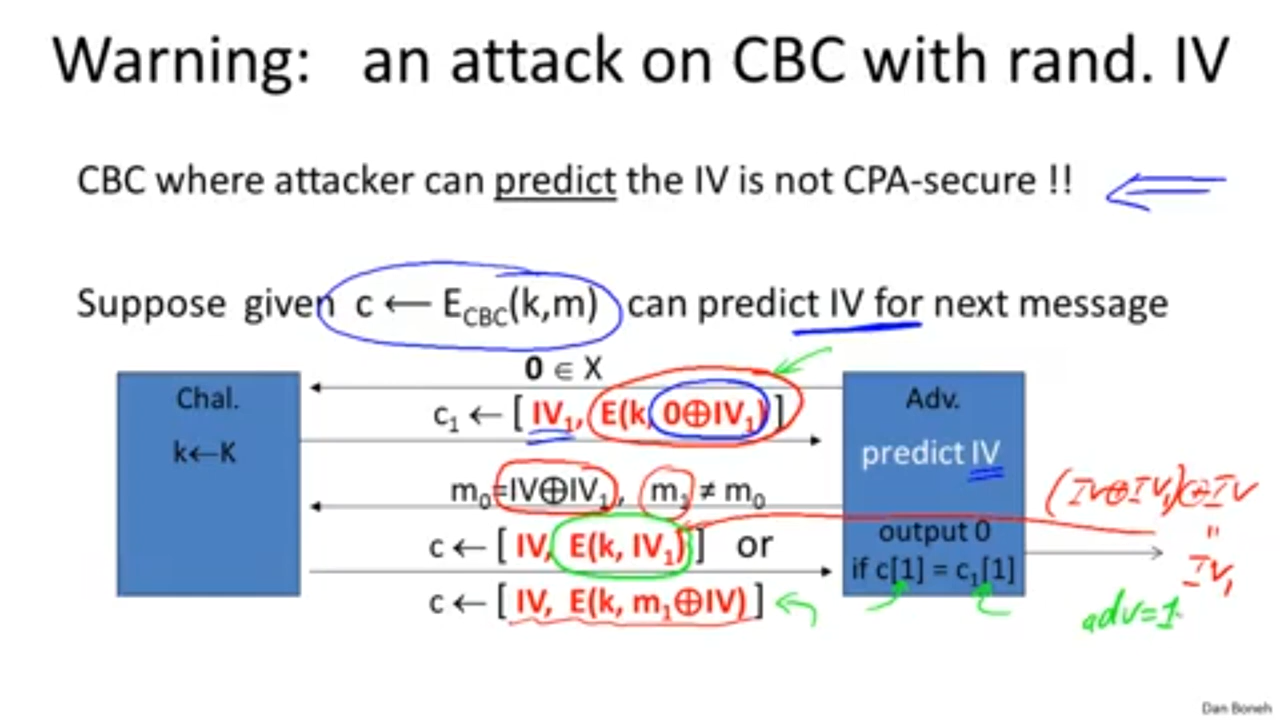 Warning: an attack on CBC with rand. IV
CBC where attacker can predict the IV is not CPA-secure !!
Suppose given c ⟵ E_CBC(k,m) can predict IV for next message
Chal.
k←K
0 ∈ X
c₁ ← [ IV₁, E(k, 0⊕IV₁) ]
m₀=IV⊕IV₁, m₁ ≠ m₀
c ← [ IV, E(k, IV₁) ] or
c ← [ IV, E(k, m₁⊕IV) ]
Adv.
predict IV
output 0
if c[1] = c₁[1]
(IV⊕IV₁)⊕IV
"
IV₁
adv=1
Dan Boneh